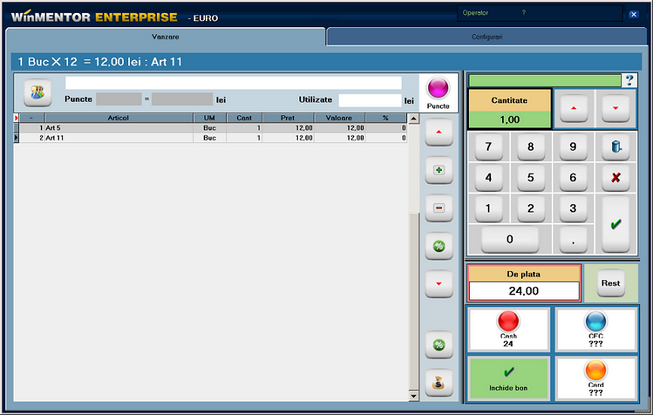 WinMENTOR ENTERPRISE - EURO
Operator ?
Vanzare Configurari
1 Buc X 12 = 12,00 lei : Art 11
Puncte = lei Utilizate lei
Puncte
- Articol UM Cant Pret Valoare %
1 Art 5 Buc 1 12,00 12,00 0
2 Art 11 Buc 1 12,00 12,00 0
?
Cantitate
1,00
7 8 9
4 5 6
1 2 3
0 .
De plata
24,00
Rest
Cash
24
CEC
???
Inchide bon
Card
???